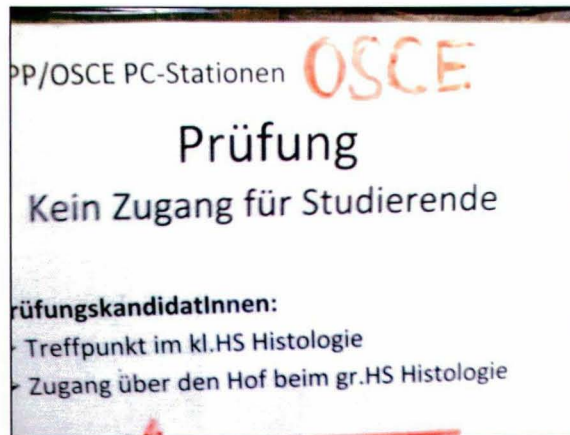 PP/OSCE PC-Stationen OSCE
Prüfung
Kein Zugang für Studierende
rüfungskandidatInnen:
Treffpunkt im kl.HS Histologie
Zugang über den Hof beim gr.HS Histologie